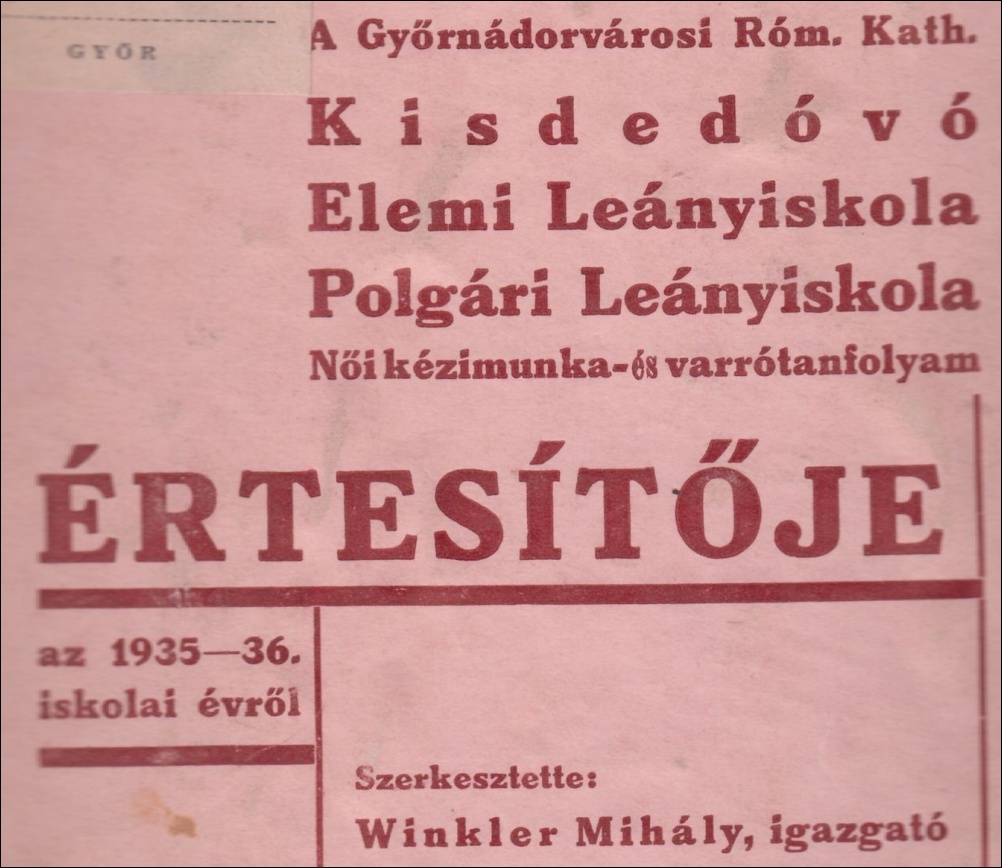 GYŐR
A Győrnádorvárosi Róm. Kath.
Kisdedóvó
Elemi Leányiskola
Polgári Leányiskola
Női kézimunka- és varrótanfolyam
ÉRTESÍTŐJE
az 1935—36.
iskolai évről
Szerkesztette:
Winkler Mihály, igazgató